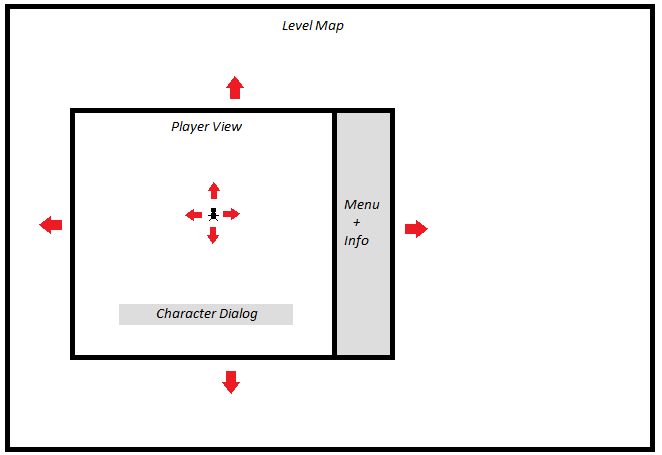 Level Map
Player View
Menu
+
Info
Character Dialog